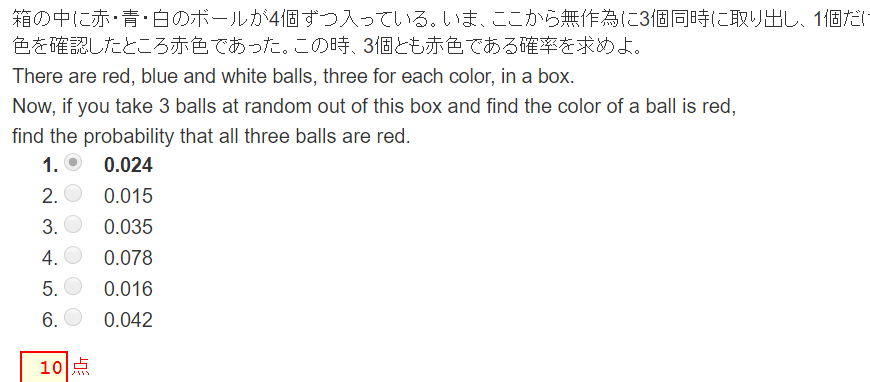 箱の中に赤・青・白のボールが4個ずつ入っている。いま、ここから無作為に3個同時に取り出し、1個だけ
色を確認したところ赤色であった。この時、3個とも赤色である確率を求めよ。
There are red, blue and white balls, three for each color, in a box.
Now, if you take 3 balls at random out of this box and find the color of a ball is red,
find the probability that all three balls are red.
1. 0.024
2. 0.015
3. 0.035
4. 0.078
5. 0.016
6. 0.042
10 点